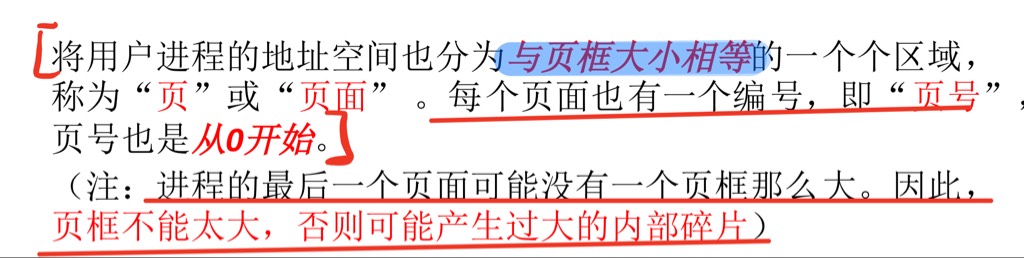 将用户进程的地址空间也分为与页框大小相等的一个个区域，
称为“页”或“页面” 。每个页面也有一个编号，即“页号”，
页号也是从0开始。
（注：进程的最后一个页面可能没有一个页框那么大。因此，
页框不能太大，否则可能产生过大的内部碎片）